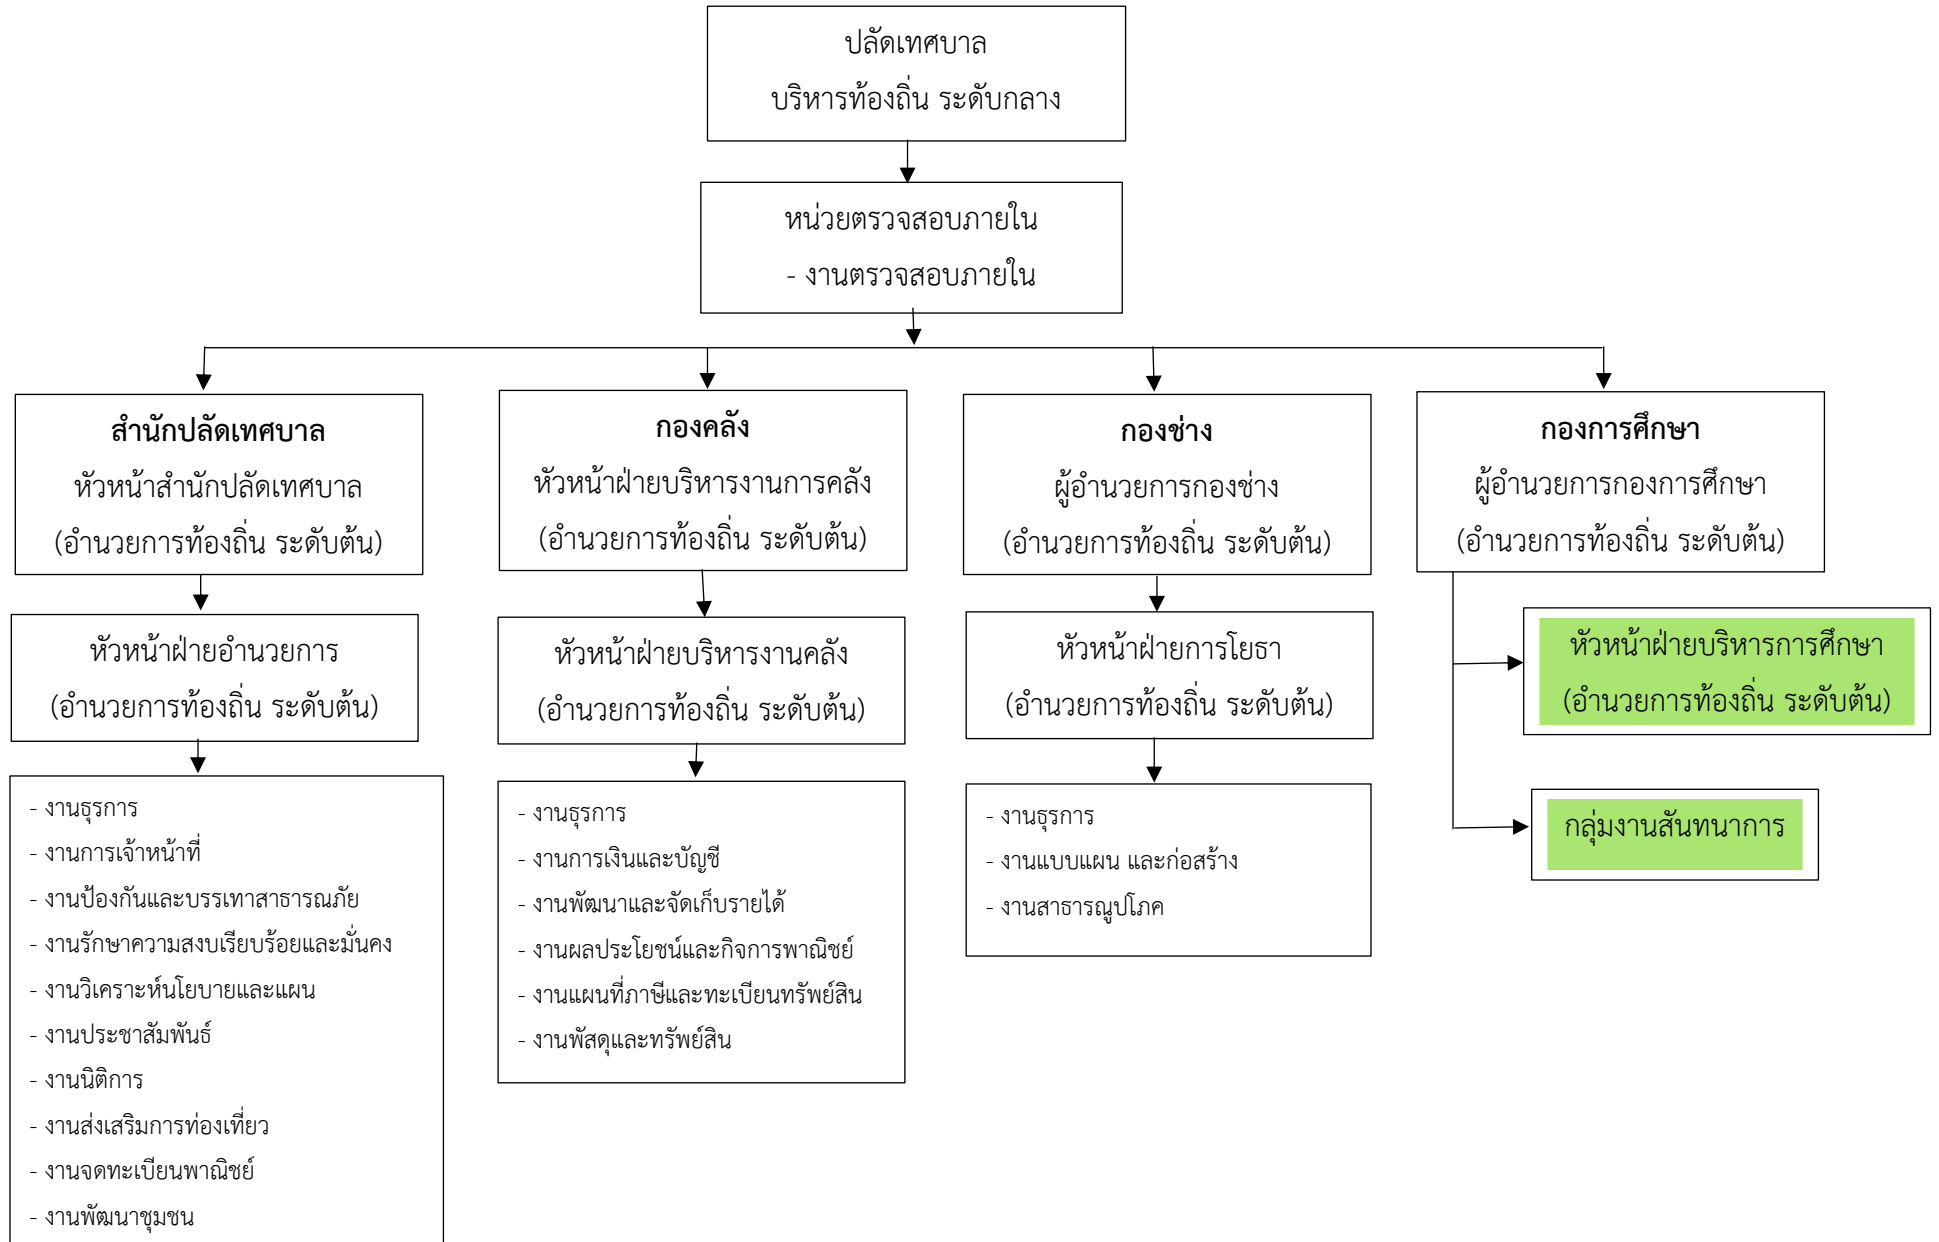 ปลัดเทศบาล
บริหารท้องถิ่น ระดับกลาง
หน่วยตรวจสอบภายใน
- งานตรวจสอบภายใน
สำนักปลัดเทศบาล
หัวหน้าสำนักปลัดเทศบาล
(อำนวยการท้องถิ่น ระดับต้น)
กองคลัง
หัวหน้าฝ่ายบริหารงานการคลัง
(อำนวยการท้องถิ่น ระดับต้น)
กองช่าง
ผู้อำนวยการกองช่าง
(อำนวยการท้องถิ่น ระดับต้น)
กองการศึกษา
ผู้อำนวยการกองการศึกษา
(อำนวยการท้องถิ่น ระดับต้น)
หัวหน้าฝ่ายอำนวยการ
(อำนวยการท้องถิ่น ระดับต้น)
หัวหน้าฝ่ายบริหารงานคลัง
(อำนวยการท้องถิ่น ระดับต้น)
หัวหน้าฝ่ายการโยธา
(อำนวยการท้องถิ่น ระดับต้น)
หัวหน้าฝ่ายบริหารการศึกษา
(อำนวยการท้องถิ่น ระดับต้น)
กลุ่มงานสันทนาการ
- งานธุรการ
- งานการเจ้าหน้าที่
- งานป้องกันและบรรเทาสาธารณภัย
- งานรักษาความสงบเรียบร้อยและมั่นคง
- งานวิเคราะห์นโยบายและแผน
- งานประชาสัมพันธ์
- งานนิติการ
- งานส่งเสริมการท่องเที่ยว
- งานจดทะเบียนพาณิชย์
- งานพัฒนาชุมชน
- งานธุรการ
- งานการเงินและบัญชี
- งานพัฒนาและจัดเก็บรายได้
- งานผลประโยชน์และกิจการพาณิชย์
- งานแผนที่ภาษีและทะเบียนทรัพย์สิน
- งานพัสดุและทรัพย์สิน
- งานธุรการ
- งานแบบแผน และก่อสร้าง
- งานสาธารณูปโภค